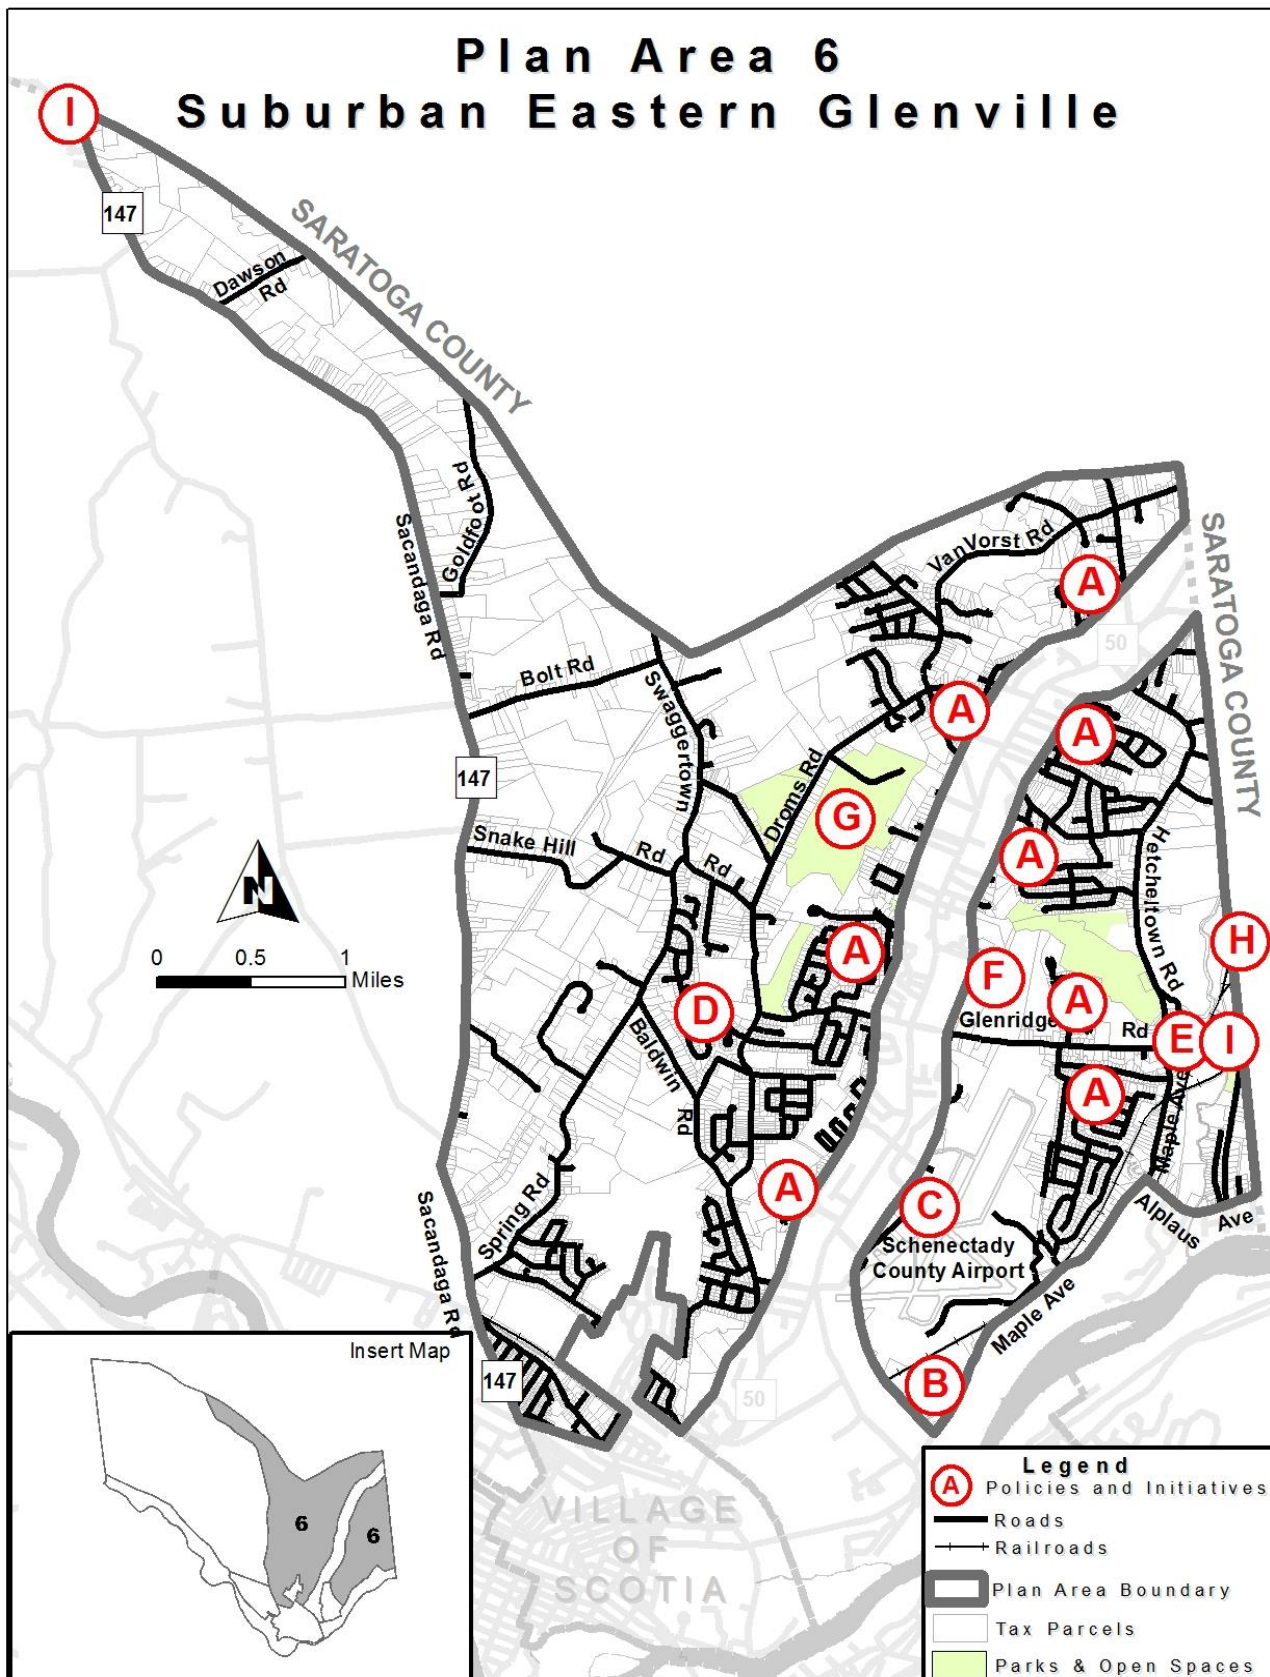 Plan Area 6
Suburban Eastern Glenville
I
147
SARATOGA COUNTY
Dawson
Rd
Goldfoot Rd
Sacandaga Rd
VanVorst Rd
A
SARATOGA COUNTY
50
Bolt Rd
Swaggertown
A
A
147
Droms Rd
G
Hetcheltown Rd
Snake Hill
Rd
Rd
A
N
0 0.5 1
Miles
A
H
F
D
A
Glenridge
Rd
E
I
Baldwin
Rd
A
Maple Ave
A
Spring Rd
Sacandaga Rd
C
Alplaus
Ave
Schenectady
County Airport
Maple Ave
B
147
50
Insert Map
6
6
VILLAGE
OF
SCOTIA
Legend
A
Policies and Initiatives
Roads
Railroads
Plan Area Boundary
Tax Parcels
Parks & Open Spaces